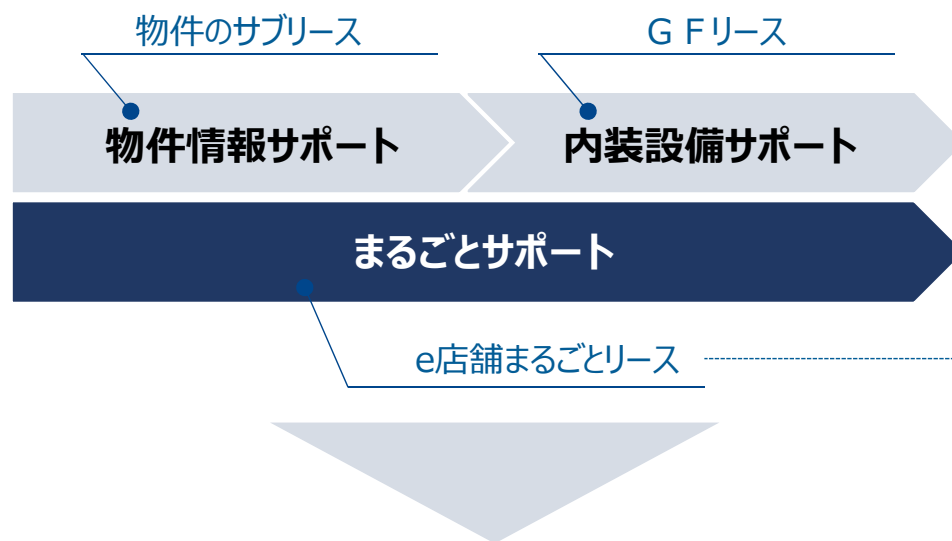 物件のサブリース
ＧＦリース
物件情報サポート
内装設備サポート
まるごとサポート
e店舗まるごとリース